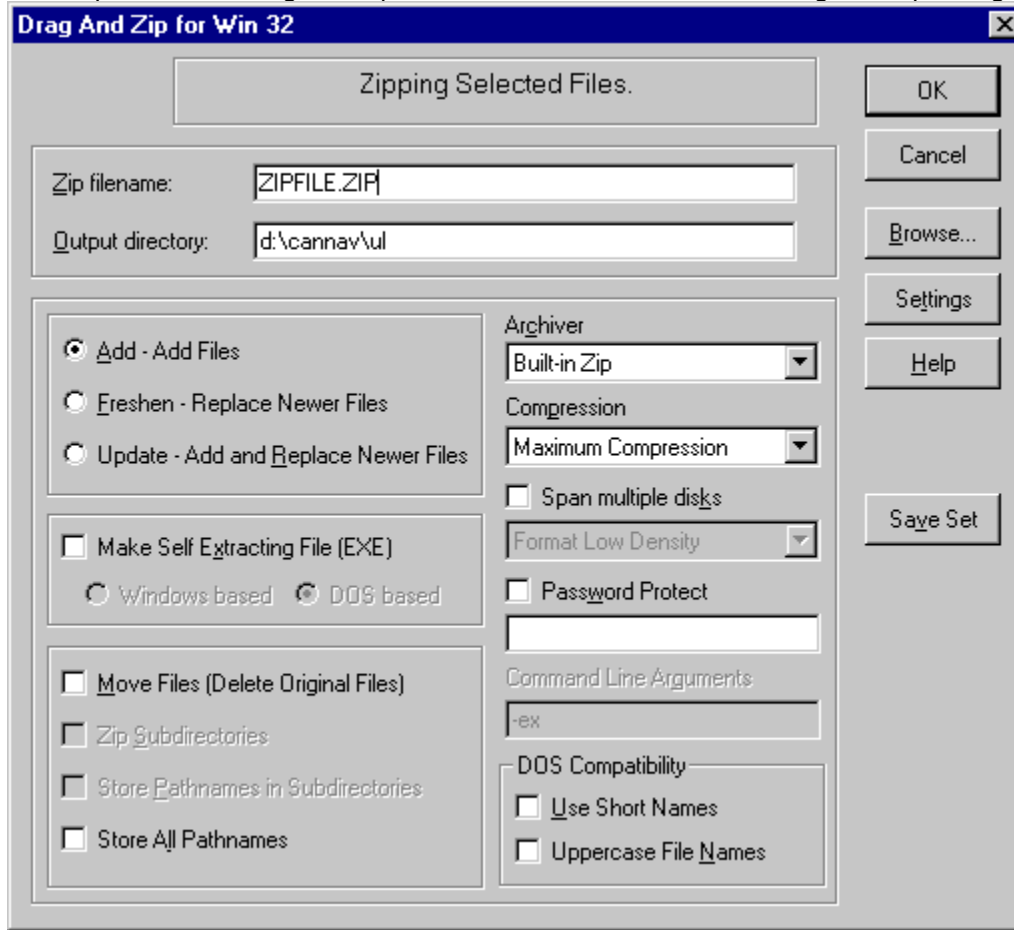 Drag And Zip for Win 32
Zipping Selected Files.
OK
Cancel
Zip filename: ZIPFILE.ZIP
Output directory: d:\cannav\ul
Browse...
Settings
Help
Save Set
Add - Add Files
Freshen - Replace Newer Files
Update - Add and Replace Newer Files
Make Self Extracting File (EXE)
Windows based DOS based
Move Files (Delete Original Files)
Zip Subdirectories
Store Pathnames in Subdirectories
Store All Pathnames
Archiver
Built-in Zip
Compression
Maximum Compression
Span multiple disks
Format Low Density
Password Protect
Command Line Arguments
-ex
DOS Compatibility
Use Short Names
Uppercase File Names